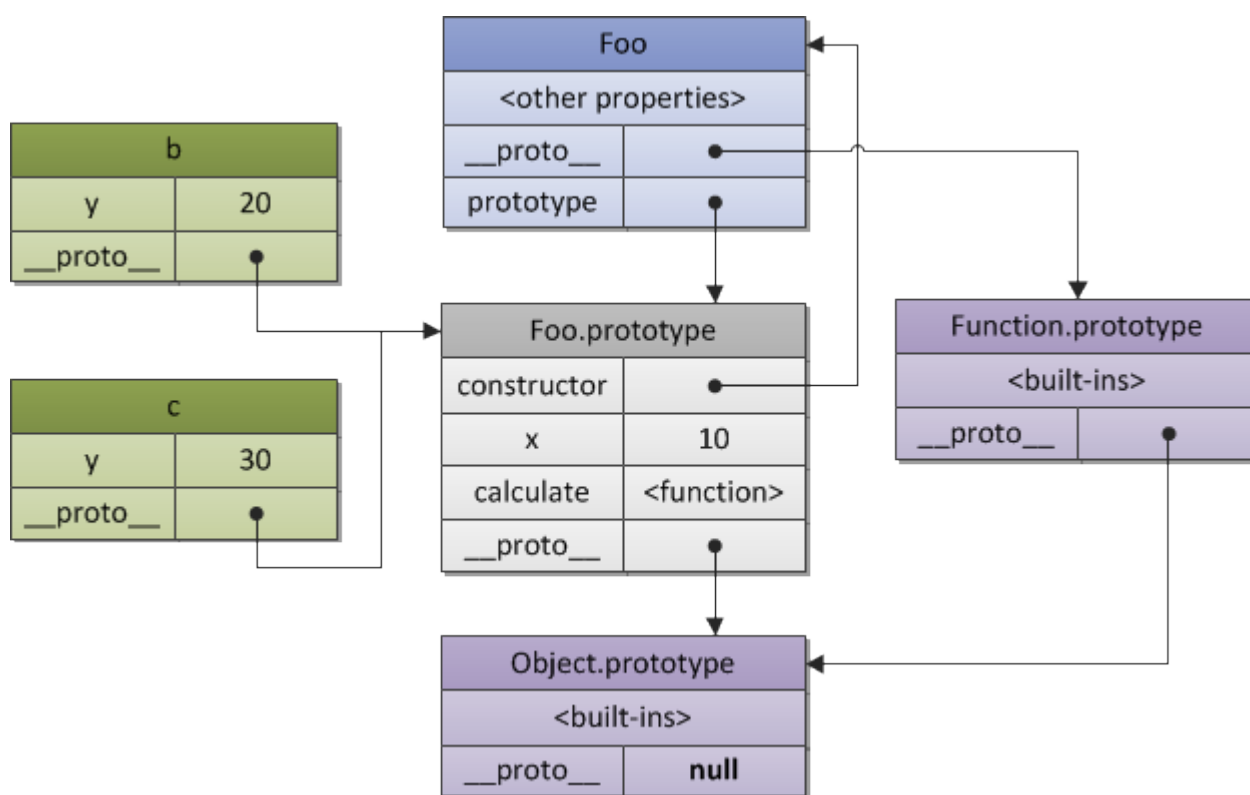 Foo
<other properties>
__proto__
prototype
b
y 20
__proto__
c
y 30
__proto__
Foo.prototype
constructor
x 10
calculate <function>
__proto__
Function.prototype
<built-ins>
__proto__
Object.prototype
<built-ins>
__proto__ null